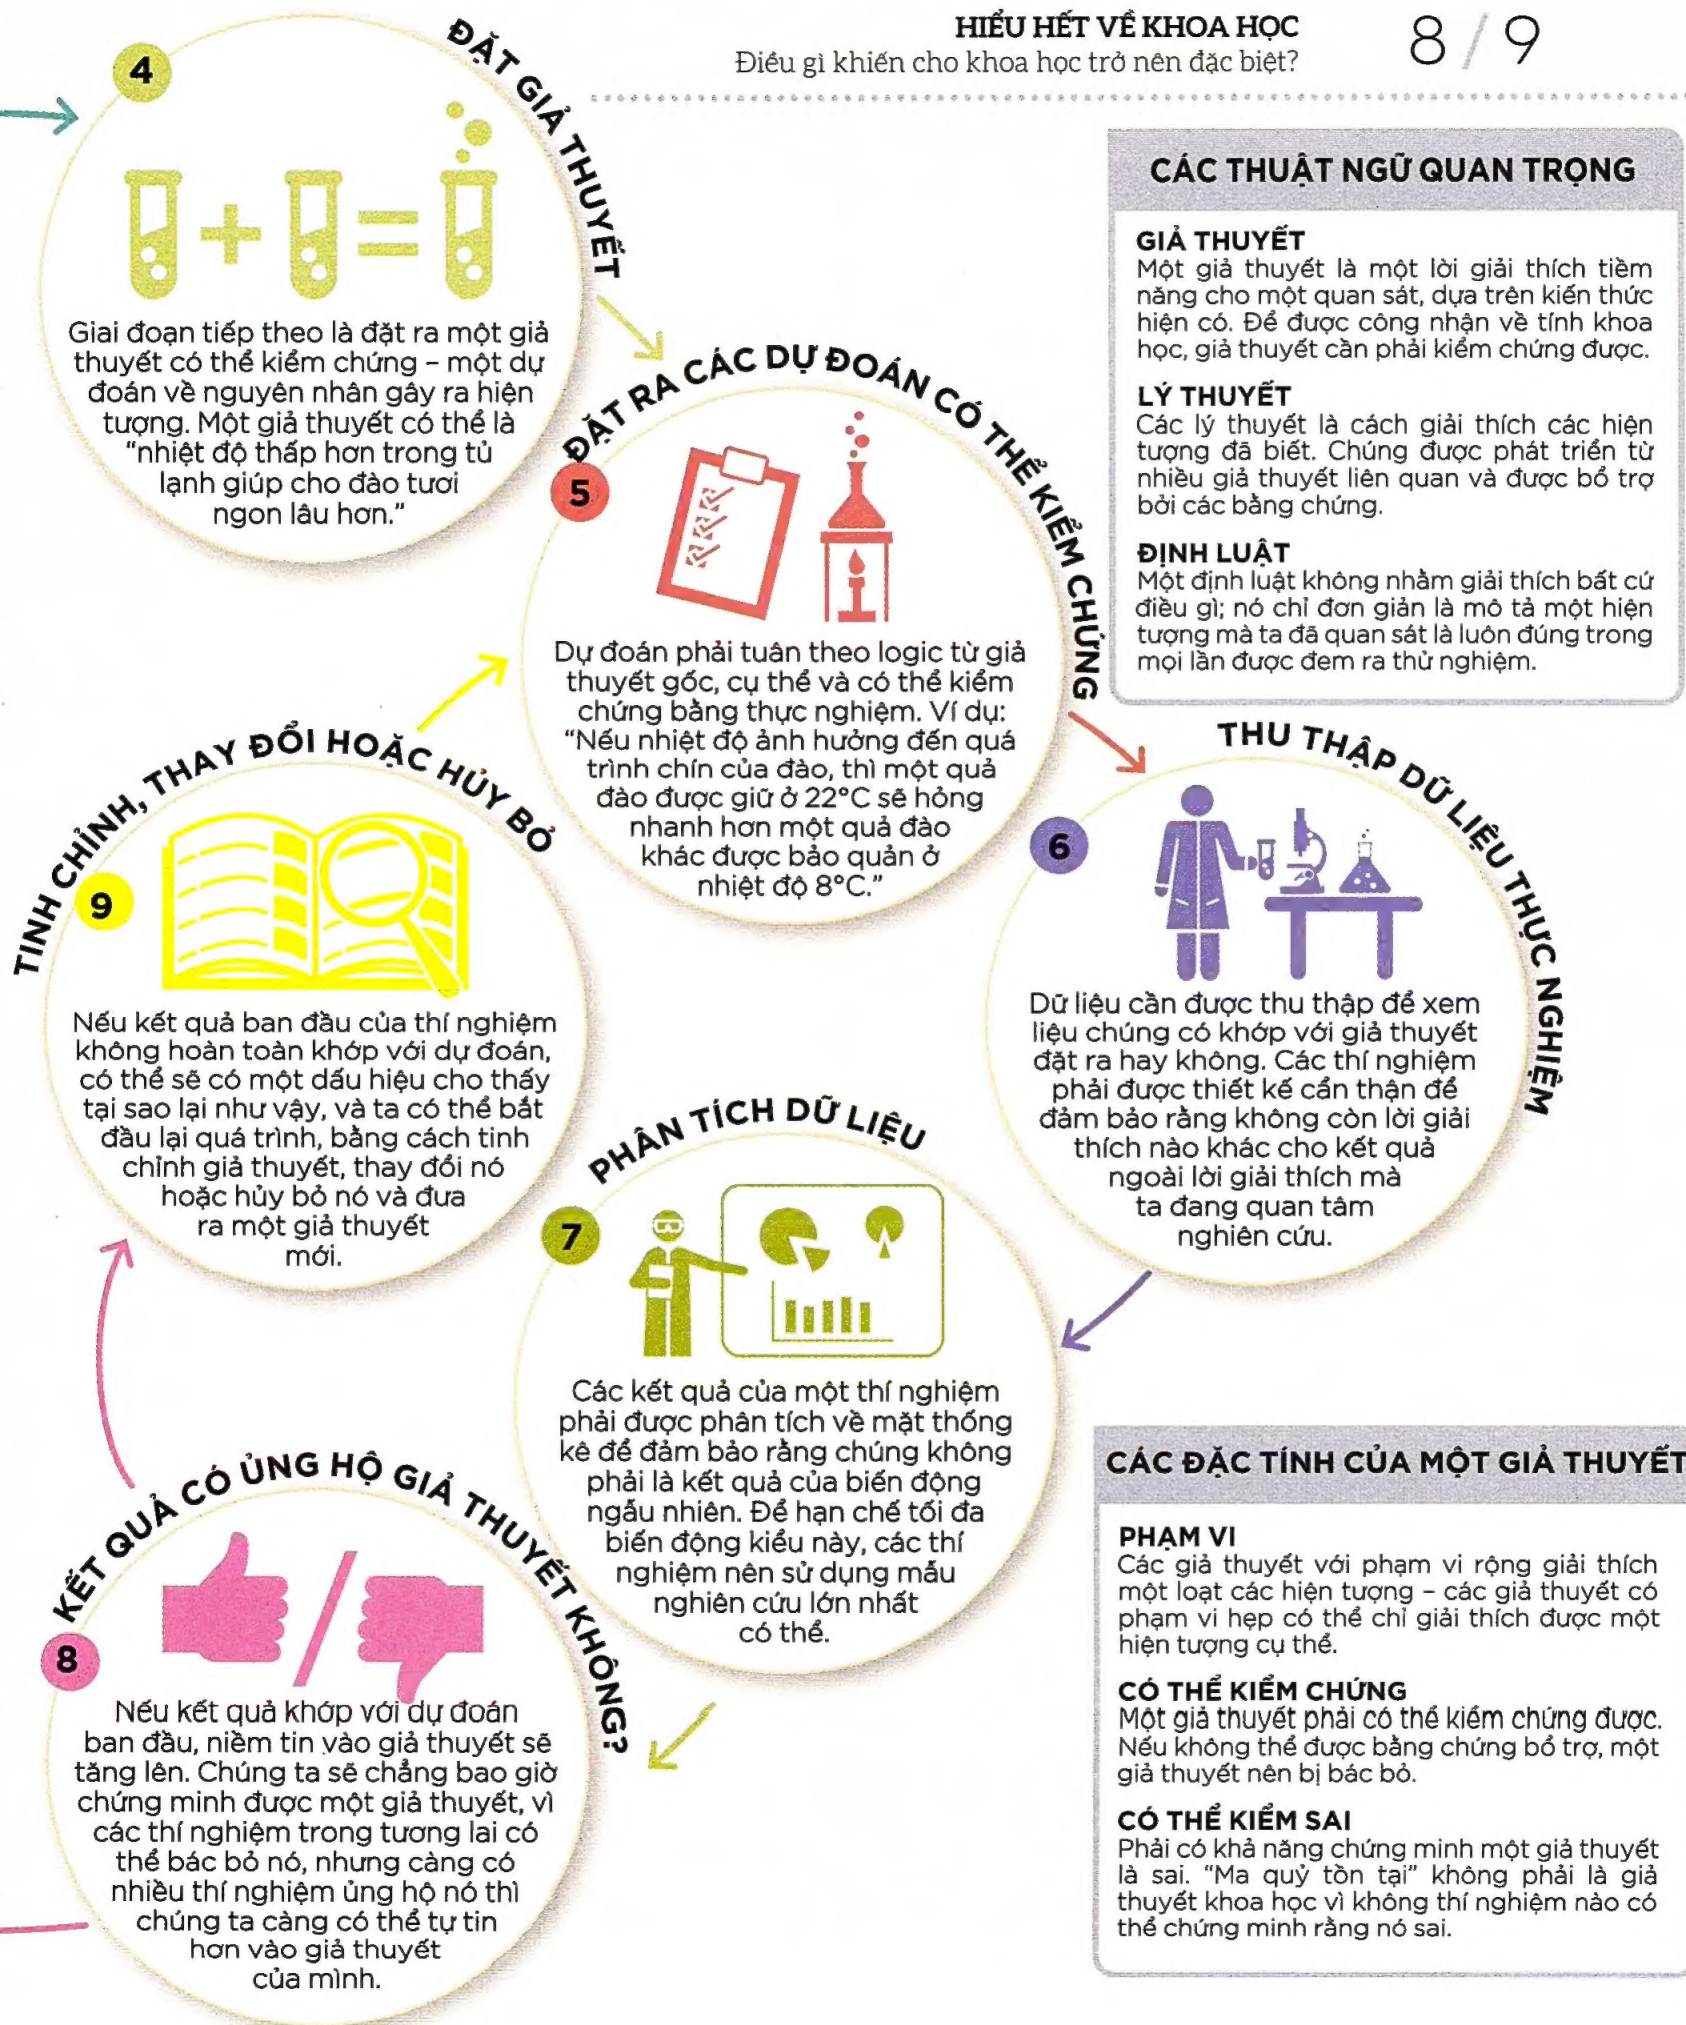 HIỂU HẾT VỀ KHOA HỌC
Điều gì khiến cho khoa học trở nên đặc biệt?
8 / 9
4
ĐẶT GIẢ THUYẾT
Giai đoạn tiếp theo là đặt ra một giả
thuyết có thể kiểm chứng – một dự
đoán về nguyên nhân gây ra hiện
tượng. Một giả thuyết có thể là
"nhiệt độ thấp hơn trong tủ
lạnh giúp cho đào tươi
ngon lâu hơn."
5
ĐẶT RA CÁC DỰ ĐOÁN CÓ THỂ KIỂM CHỨNG
Dự đoán phải tuân theo logic từ giả
thuyết gốc, cụ thể và có thể kiểm
chứng bằng thực nghiệm. Ví dụ:
"Nếu nhiệt độ ảnh hưởng đến quá
trình chín của đào, thì một quả
đào được giữ ở 22°C sẽ hỏng
nhanh hơn một quả đào
khác được bảo quản ở
nhiệt độ 8°C."
6
THU THẬP DỮ LIỆU THỰC NGHIỆM
Dữ liệu cần được thu thập để xem
liệu chúng có khớp với giả thuyết
đặt ra hay không. Các thí nghiệm
phải được thiết kế cẩn thận để
đảm bảo rằng không còn lời giải
thích nào khác cho kết quả
ngoài lời giải thích mà
ta đang quan tâm
nghiên cứu.
7
PHÂN TÍCH DỮ LIỆU
Các kết quả của một thí nghiệm
phải được phân tích về mặt thống
kê để đảm bảo rằng chúng không
phải là kết quả của biến động
ngẫu nhiên. Để hạn chế tối đa
biến động kiểu này, các thí
nghiệm nên sử dụng mẫu
nghiên cứu lớn nhất
có thể.
8
KẾT QUẢ CÓ ỦNG HỘ GIẢ THUYẾT KHÔNG?
Nếu kết quả khớp với dự đoán
ban đầu, niềm tin vào giả thuyết sẽ
tăng lên. Chúng ta sẽ chẳng bao giờ
chứng minh được một giả thuyết, vì
các thí nghiệm trong tương lai có
thể bác bỏ nó, nhưng càng có
nhiều thí nghiệm ủng hộ nó thì
chúng ta càng có thể tự tin
hơn vào giả thuyết
của mình.
9
TINH CHỈNH, THAY ĐỔI HOẶC HỦY BỎ
Nếu kết quả ban đầu của thí nghiệm
không hoàn toàn khớp với dự đoán,
có thể sẽ có một dấu hiệu cho thấy
tại sao lại như vậy, và ta có thể bắt
đầu lại quá trình, bằng cách tinh
chỉnh giả thuyết, thay đổi nó
hoặc hủy bỏ nó và đưa
ra một giả thuyết
mới.
CÁC THUẬT NGỮ QUAN TRỌNG
GIẢ THUYẾT
Một giả thuyết là một lời giải thích tiềm
năng cho một quan sát, dựa trên kiến thức
hiện có. Để được công nhận về tính khoa
học, giả thuyết cần phải kiểm chứng được.
LÝ THUYẾT
Các lý thuyết là cách giải thích các hiện
tượng đã biết. Chúng được phát triển từ
nhiều giả thuyết liên quan và được bổ trợ
bởi các bằng chứng.
ĐỊNH LUẬT
Một định luật không nhằm giải thích bất cứ
điều gì; nó chỉ đơn giản là mô tả một hiện
tượng mà ta đã quan sát là luôn đúng trong
mọi lần được đem ra thử nghiệm.
CÁC ĐẶC TÍNH CỦA MỘT GIẢ THUYẾT
PHẠM VI
Các giả thuyết với phạm vi rộng giải thích
một loạt các hiện tượng – các giả thuyết có
phạm vi hẹp có thể chỉ giải thích được một
hiện tượng cụ thể.
CÓ THỂ KIỂM CHỨNG
Một giả thuyết phải có thể kiểm chứng được.
Nếu không thể được bằng chứng bổ trợ, một
giả thuyết nên bị bác bỏ.
CÓ THỂ KIỂM SAI
Phải có khả năng chứng minh một giả thuyết
là sai. "Ma quỷ tồn tại" không phải là giả
thuyết khoa học vì không thí nghiệm nào có
thể chứng minh rằng nó sai.